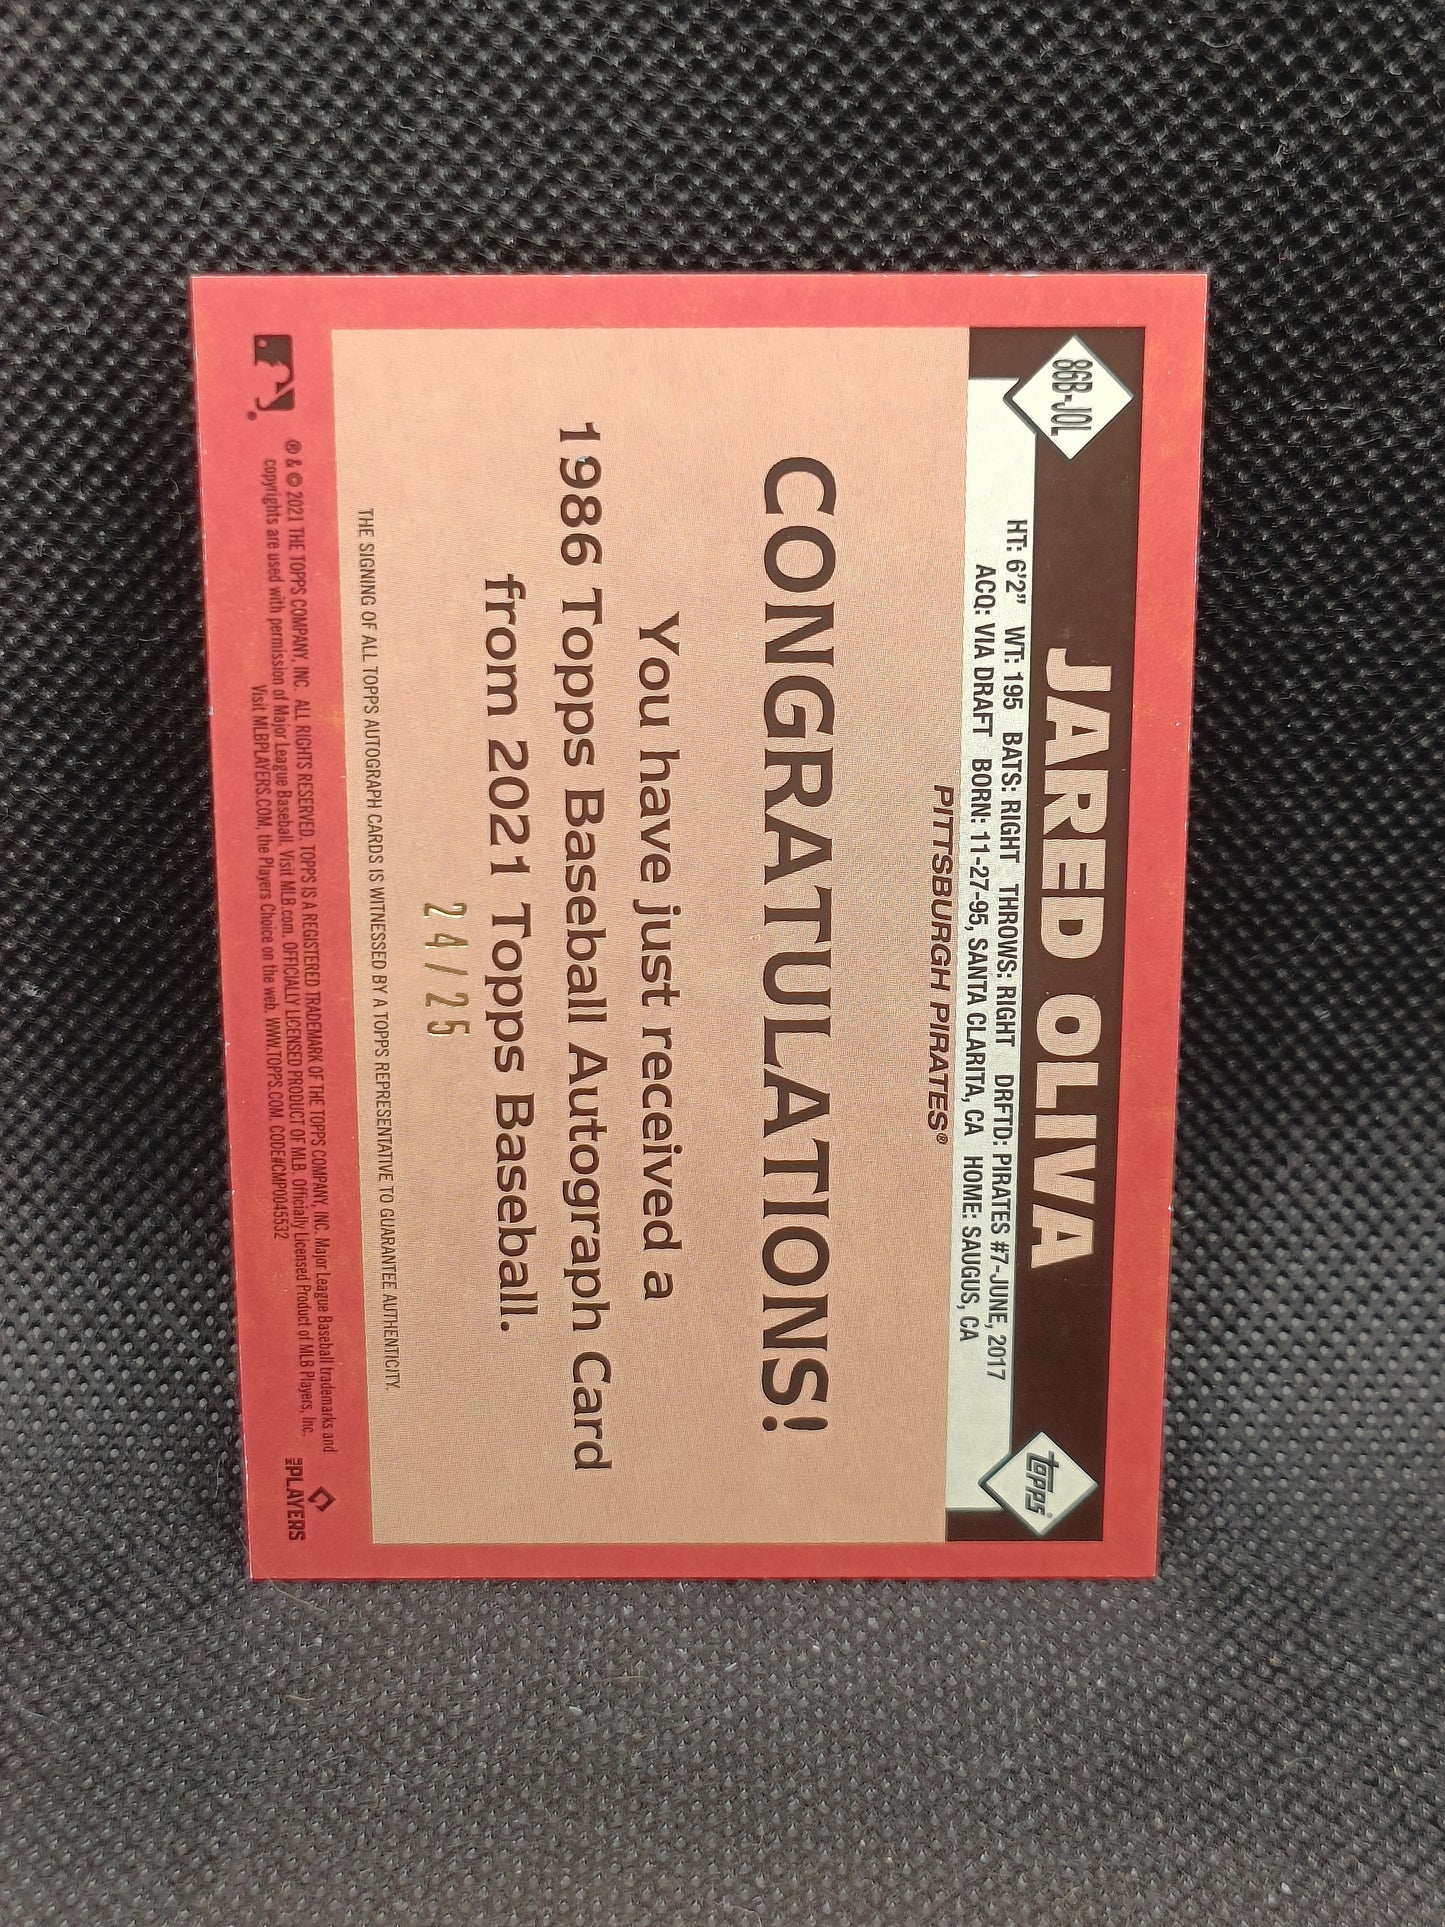 86B-JOL
JARED OLIVA
topps®
HT: 6'2" WT: 195 BATS: RIGHT THROWS: RIGHT DRFTD: PIRATES #7-JUNE, 2017
ACQ: VIA DRAFT BORN: 11-27-95, SANTA CLARITA, CA HOME: SAUGUS, CA
PITTSBURGH PIRATES®
CONGRATULATIONS!
You have just received a
1986 Topps Baseball Autograph Card
from 2021 Topps Baseball.
24/25
THE SIGNING OF ALL TOPPS AUTOGRAPH CARDS IS WITNESSED BY A TOPPS REPRESENTATIVE TO GUARANTEE AUTHENTICITY.
® & © 2021 THE TOPPS COMPANY, INC. ALL RIGHTS RESERVED. TOPPS IS A REGISTERED TRADEMARK OF THE TOPPS COMPANY, INC. Major League Baseball trademarks and
copyrights are used with permission of Major League Baseball. Visit MLB.com. OFFICIALLY LICENSED PRODUCT OF MLB. Officially Licensed Product of MLB Players, Inc.
Visit MLBPLAYERS.COM, the Players Choice on the web. WWW.TOPPS.COM. CODE#CMP0045532
MLB PLAYERS